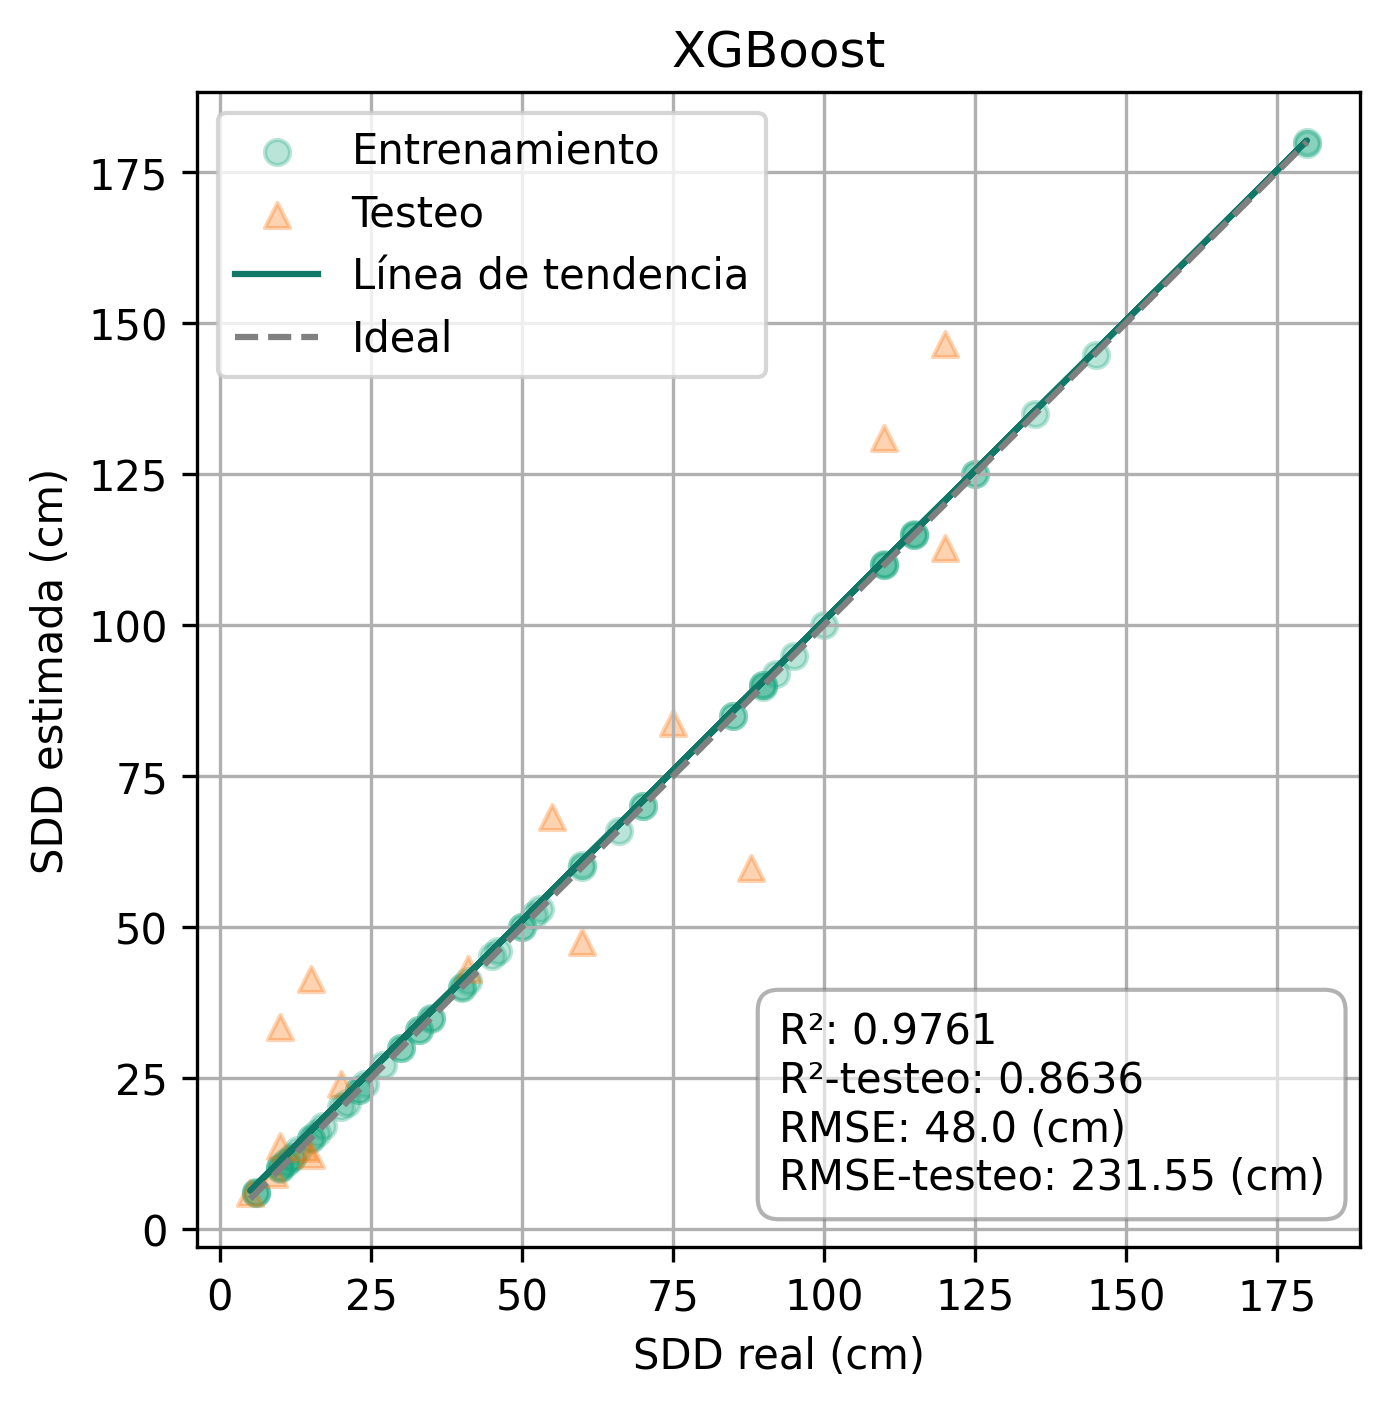 XGBoost
Entrenamiento
Testeo
Línea de tendencia
Ideal
175
150
125
100
75
50
25
0
SDD estimada (cm)
R²: 0.9761
R²-testeo: 0.8636
RMSE: 48.0 (cm)
RMSE-testeo: 231.55 (cm)
0 25 50 75 100 125 150 175
SDD real (cm)